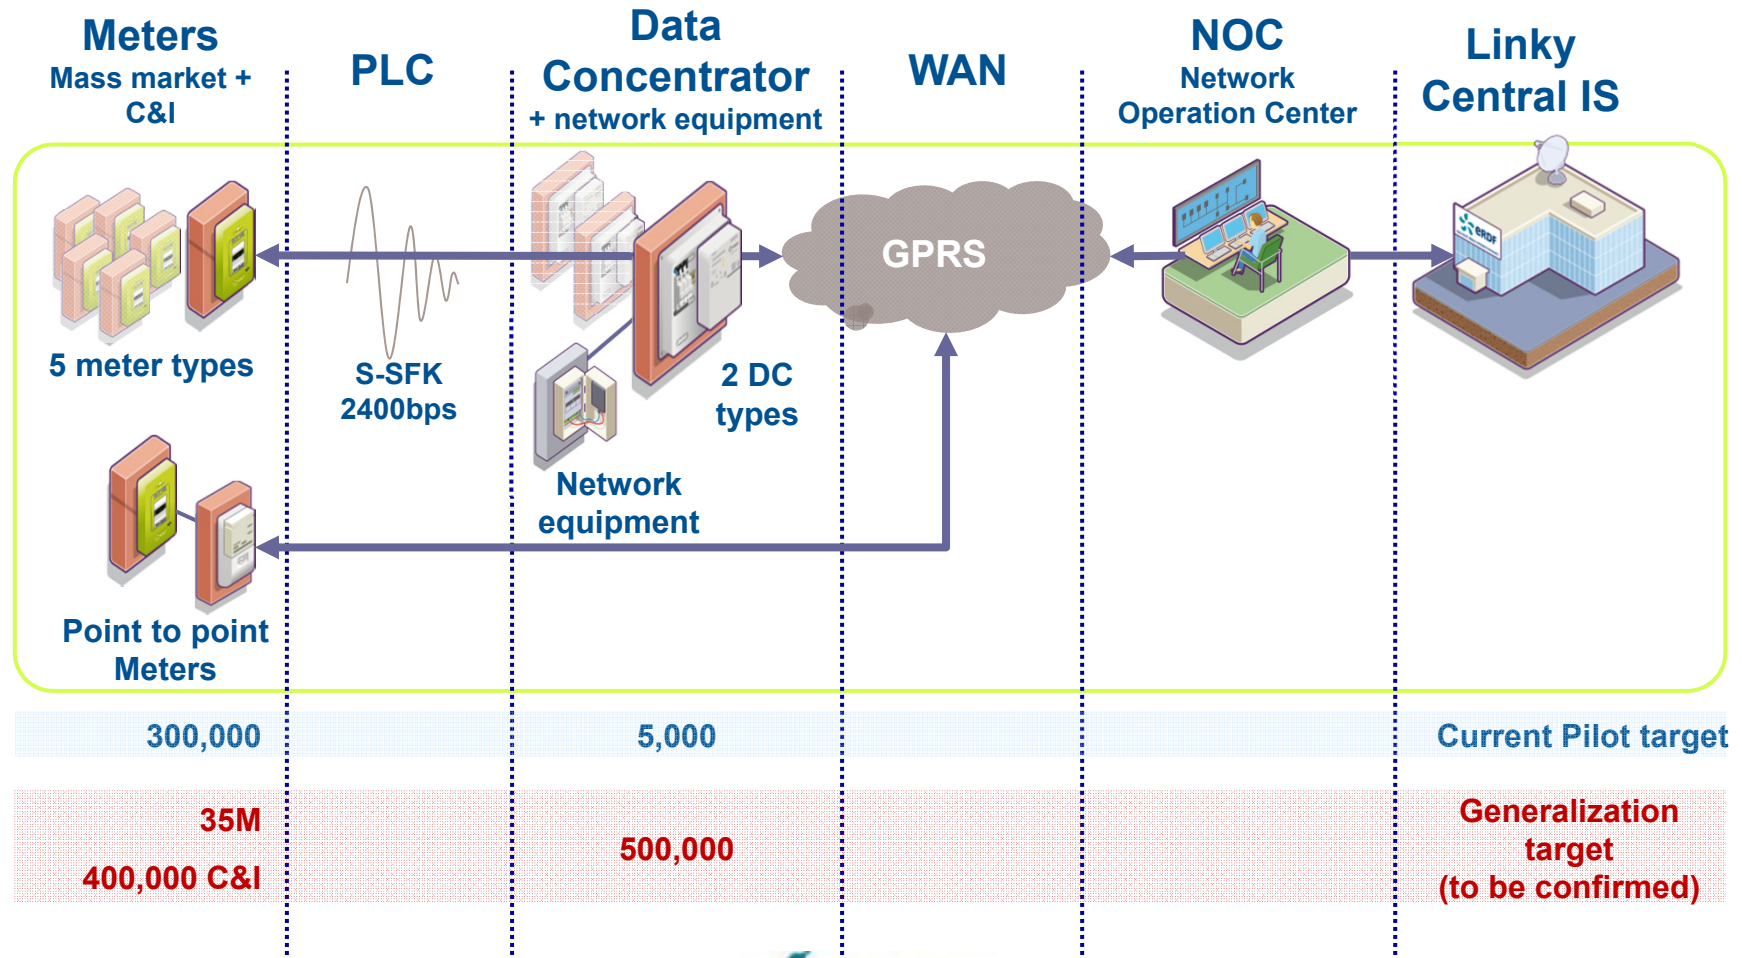 Meters
Mass market +
C&I
PLC
Data
Concentrator
+ network equipment
WAN
NOC
Network
Operation Center
Linky
Central IS
GPRS
eRDF
5 meter types
S-SFK
2400bps
2 DC
types
Network
equipment
Point to point
Meters
300,000
5,000
Current Pilot target
35M
400,000 C&I
500,000
Generalization
target
(to be confirmed)